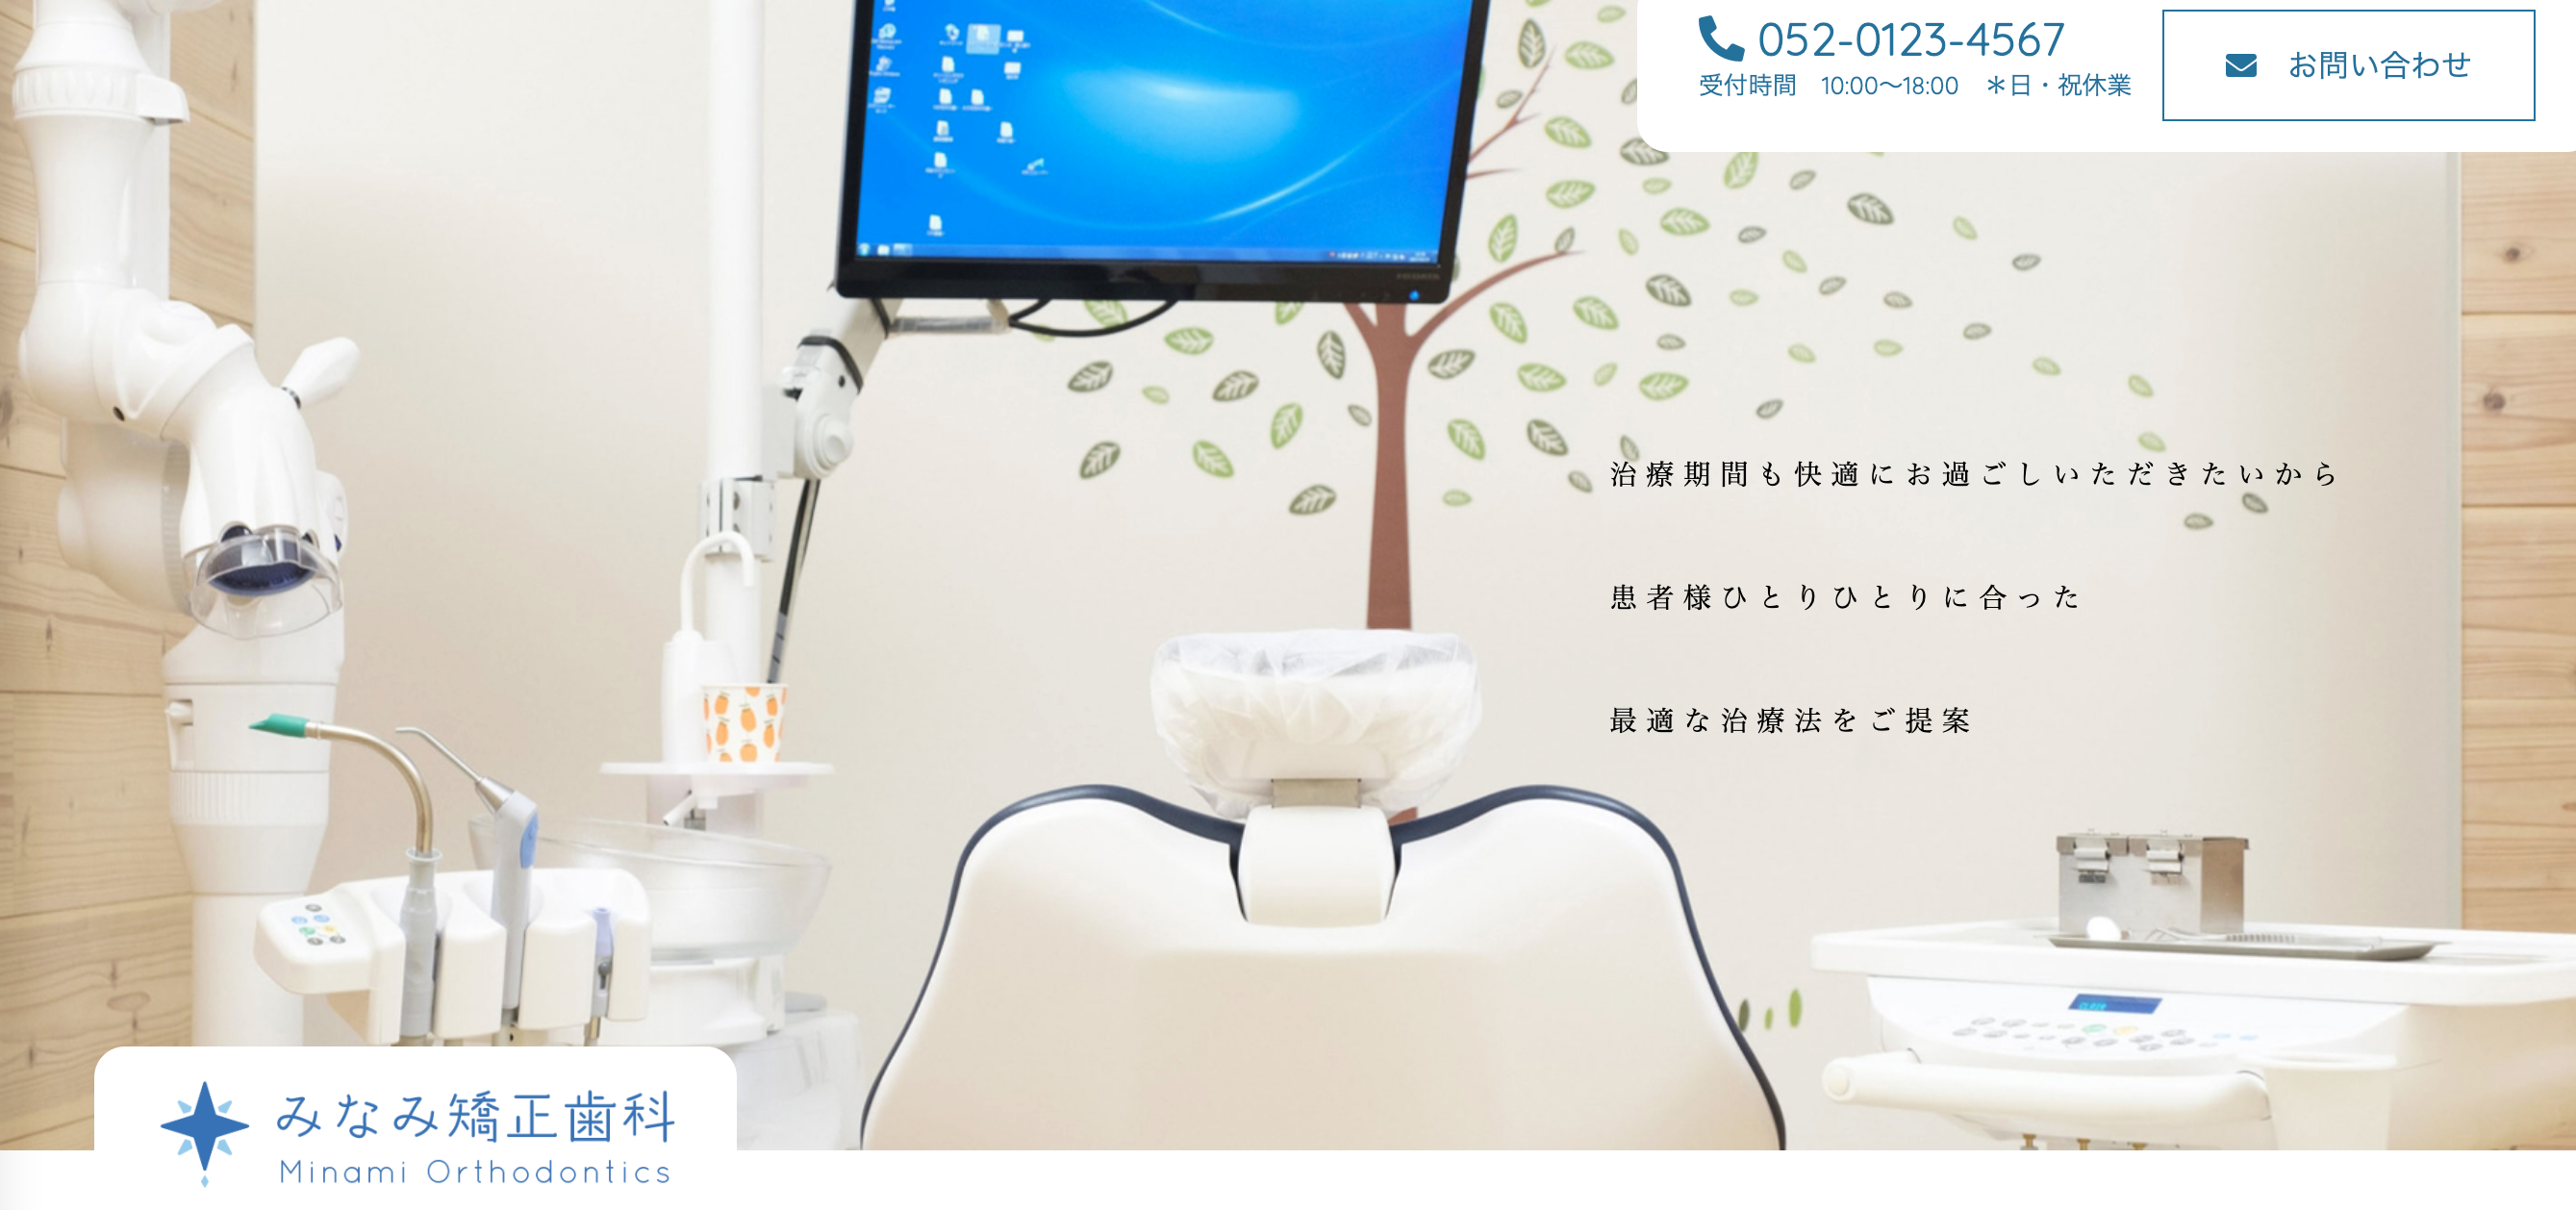 052-0123-4567
受付時間　10:00〜18:00　＊日・祝休業
お問い合わせ
治療期間も快適にお過ごしいただきたいから
患者様ひとりひとりに合った
最適な治療法をご提案
みなみ矯正歯科
Minami Orthodontics